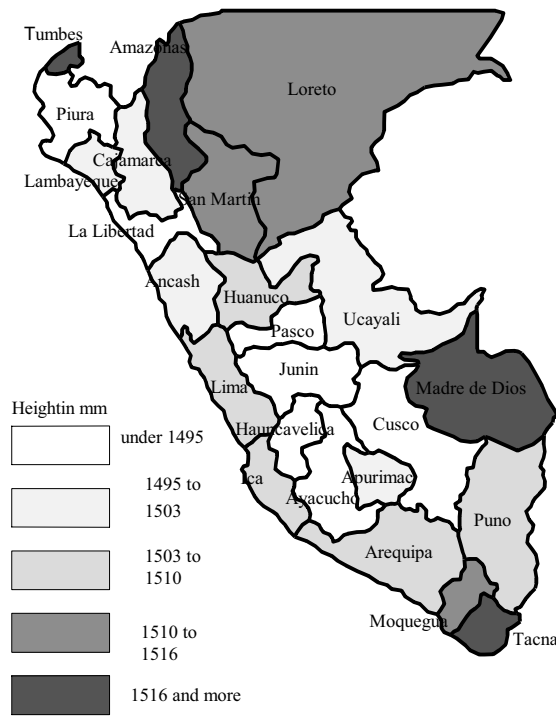 Tumbes
Amazonas
Loreto
Piura
Cajamarca
Lambayeque
San Martin
La Libertad
Ancash
Huanuco
Ucayali
Pasco
Junin
Lima
Madre de Dios
Heightin mm
Cusco
Hauncavelica
under 1495
Ica
Apurimac
1495 to
1503
Ayacucho
Puno
Arequipa
1503 to
1510
Moquegua
Tacna
1510 to
1516
1516 and more